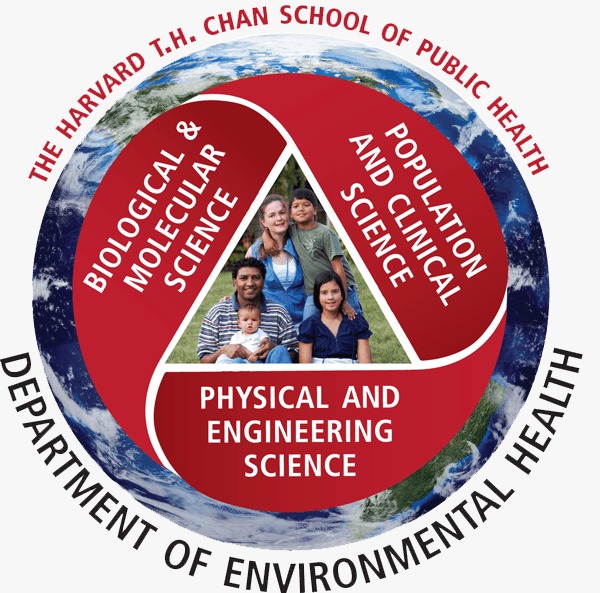 THE HARVARD T.H. CHAN SCHOOL OF PUBLIC HEALTH
BIOLOGICAL &
MOLECULAR
SCIENCE
POPULATION
AND CLINICAL
SCIENCE
PHYSICAL AND
ENGINEERING
SCIENCE
DEPARTMENT OF ENVIRONMENTAL HEALTH